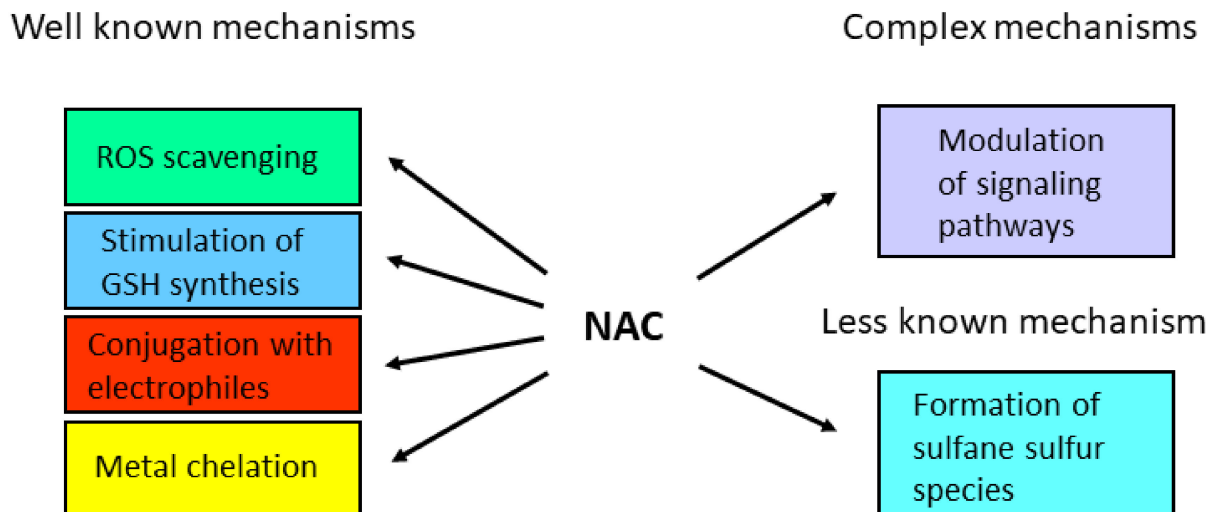 Well known mechanisms
ROS scavenging
Stimulation of
GSH synthesis
Conjugation with
electrophiles
Metal chelation
NAC
Complex mechanisms
Modulation
of signaling
pathways
Less known mechanism
Formation of
sulfane sulfur
species